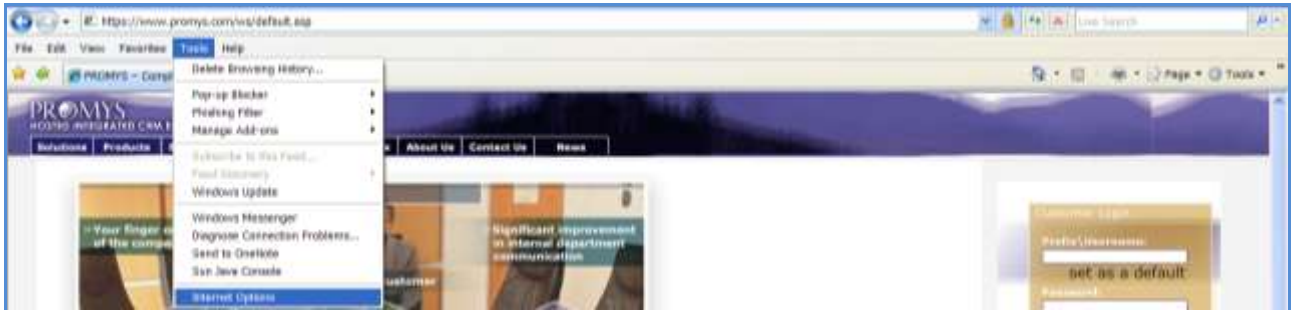 https://www.promys.com/ws/default.asp
Live Search
File Edit View Favorites Tools Help
PROMYS -
Page Tools
Delete Browsing History...
Pop-up Blocker
Phishing Filter
Manage Add-ons
Subscribe to this Feed...
Feed Discovery
Windows Update
Windows Messenger
Diagnose Connection Problems...
Send to OneNote
Sun Java Console
Internet Options
PROMYS
HOSTED INTEGRATED CRM
Solutions Products About Us Contact Us News
Your finger
of the
customer
Significant improvement
in internal department
communication
Customer Login
Prefix\Username:
set as a default
Password: